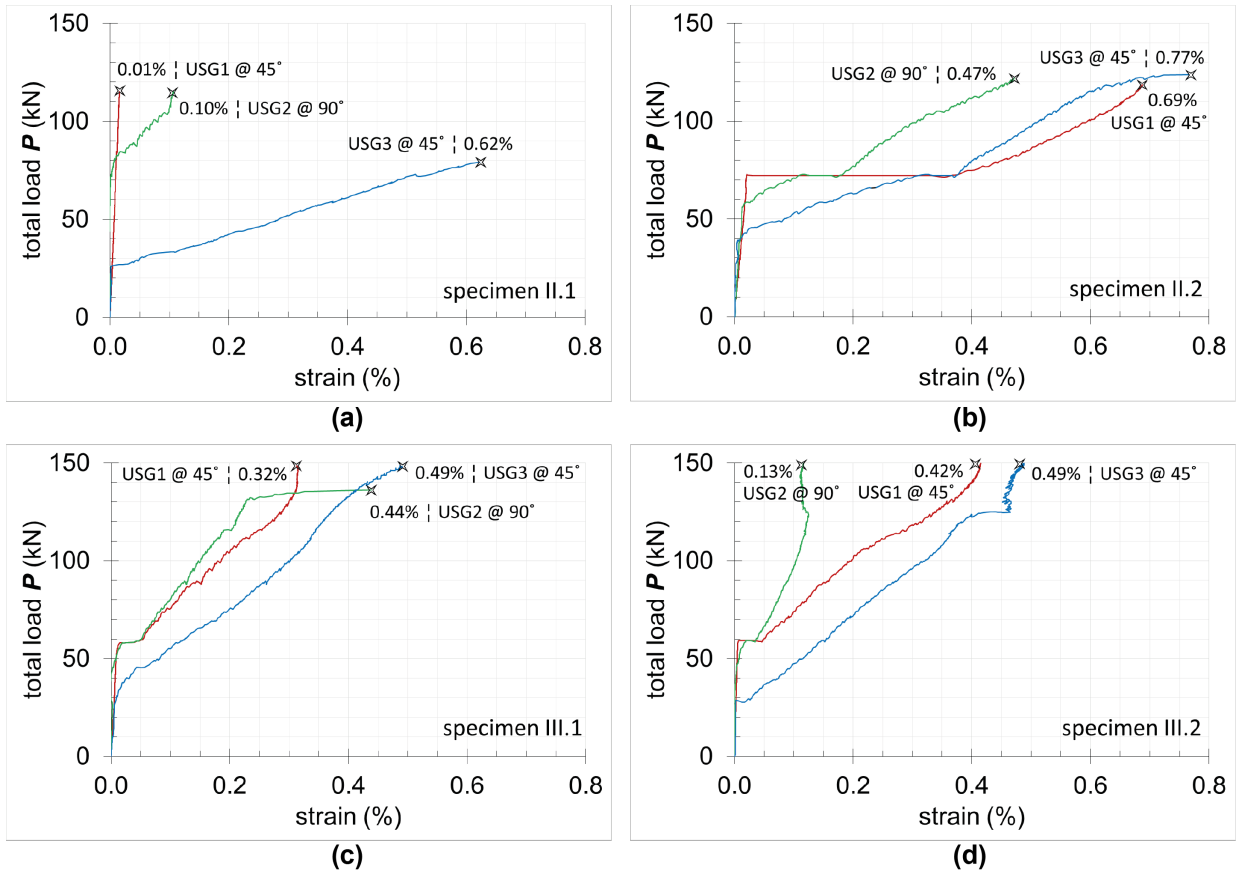 150
100
50
0
total load P (kN)
0.01% ¦ USG1 @ 45˚
0.10% ¦ USG2 @ 90˚
USG3 @ 45˚ ¦ 0.62%
specimen II.1
0.0 0.2 0.4 0.6 0.8
strain (%)
(a)
150
100
50
0
total load P (kN)
USG3 @ 45˚ ¦ 0.77%
USG2 @ 90˚ ¦ 0.47%
0.69%
USG1 @ 45˚
specimen II.2
0.0 0.2 0.4 0.6 0.8
strain (%)
(b)
150
100
50
0
total load P (kN)
USG1 @ 45˚ ¦ 0.32%
0.49% ¦ USG3 @ 45˚
0.44% ¦ USG2 @ 90˚
specimen III.1
0.0 0.2 0.4 0.6 0.8
strain (%)
(c)
150
100
50
0
total load P (kN)
0.13%
USG2 @ 90˚
0.42%
USG1 @ 45˚
0.49% ¦ USG3 @ 45˚
specimen III.2
0.0 0.2 0.4 0.6 0.8
strain (%)
(d)